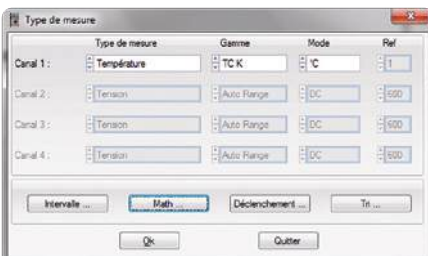 Type de mesure
Type de mesure Gamme Mode Ref
Canal 1 : Température TC K °C 1
Canal 2 : Tension Auto Range DC 600
Canal 3 : Tension Auto Range DC 600
Canal 4 : Tension Auto Range DC 600
Intervalle ... Math ... Déclenchement ... Tri ...
Ok Quitter